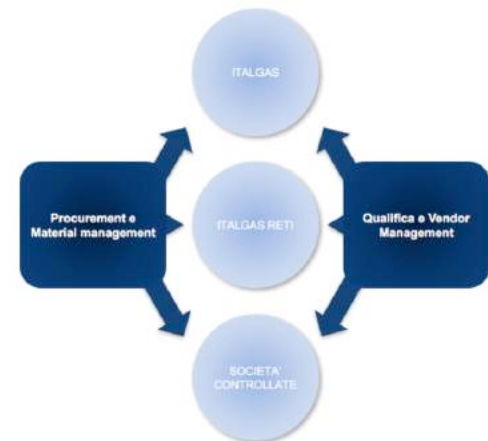 ITALGAS
Procurement e
Material management
ITALGAS RETI
Qualifica e Vendor
Management
SOCIETA'
CONTROLLATE